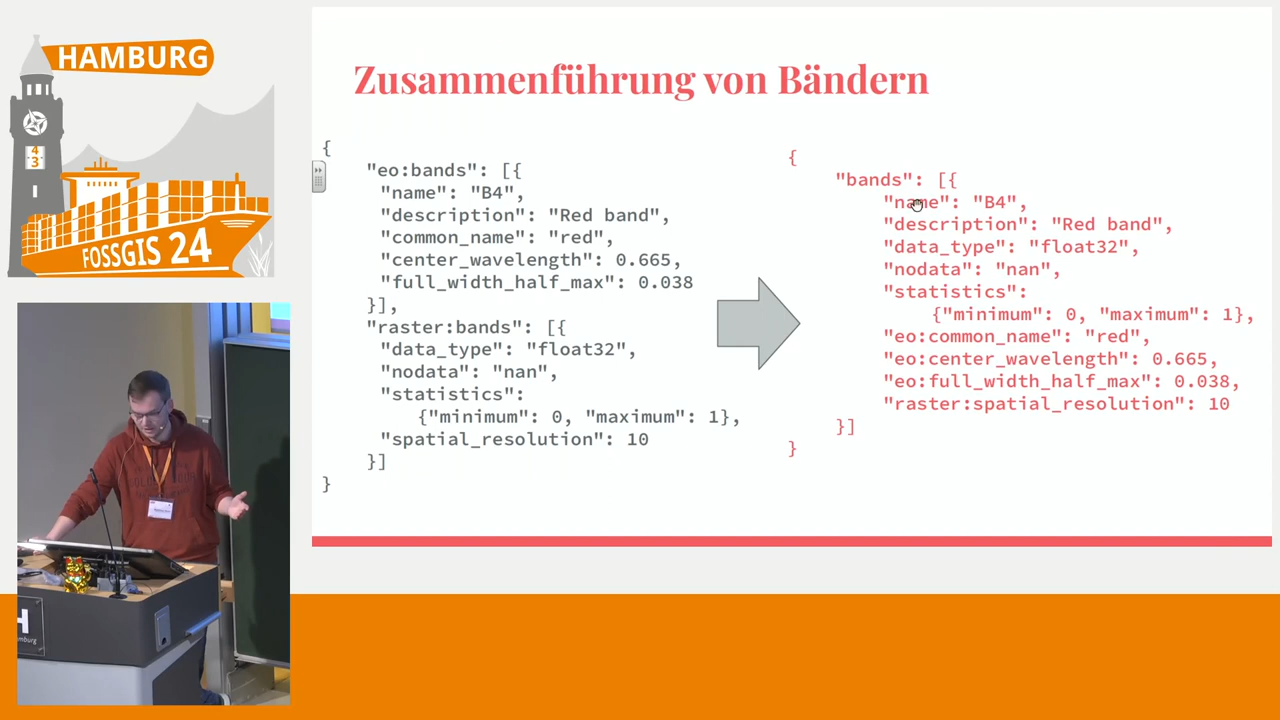 HAMBURG
4
3
FOSSGIS 24
Zusammenführung von Bändern
{
"eo:bands": [{
"name": "B4",
"description": "Red band",
"common_name": "red",
"center_wavelength": 0.665,
"full_width_half_max": 0.038
}],
"raster:bands": [{
"data_type": "float32",
"nodata": "nan",
"statistics":
{"minimum": 0, "maximum": 1},
"spatial_resolution": 10
}]
}
{
"bands": [{
"name": "B4",
"description": "Red band",
"data_type": "float32",
"nodata": "nan",
"statistics":
{"minimum": 0, "maximum": 1},
"eo:common_name": "red",
"eo:center_wavelength": 0.665,
"eo:full_width_half_max": 0.038,
"raster:spatial_resolution": 10
}]
}